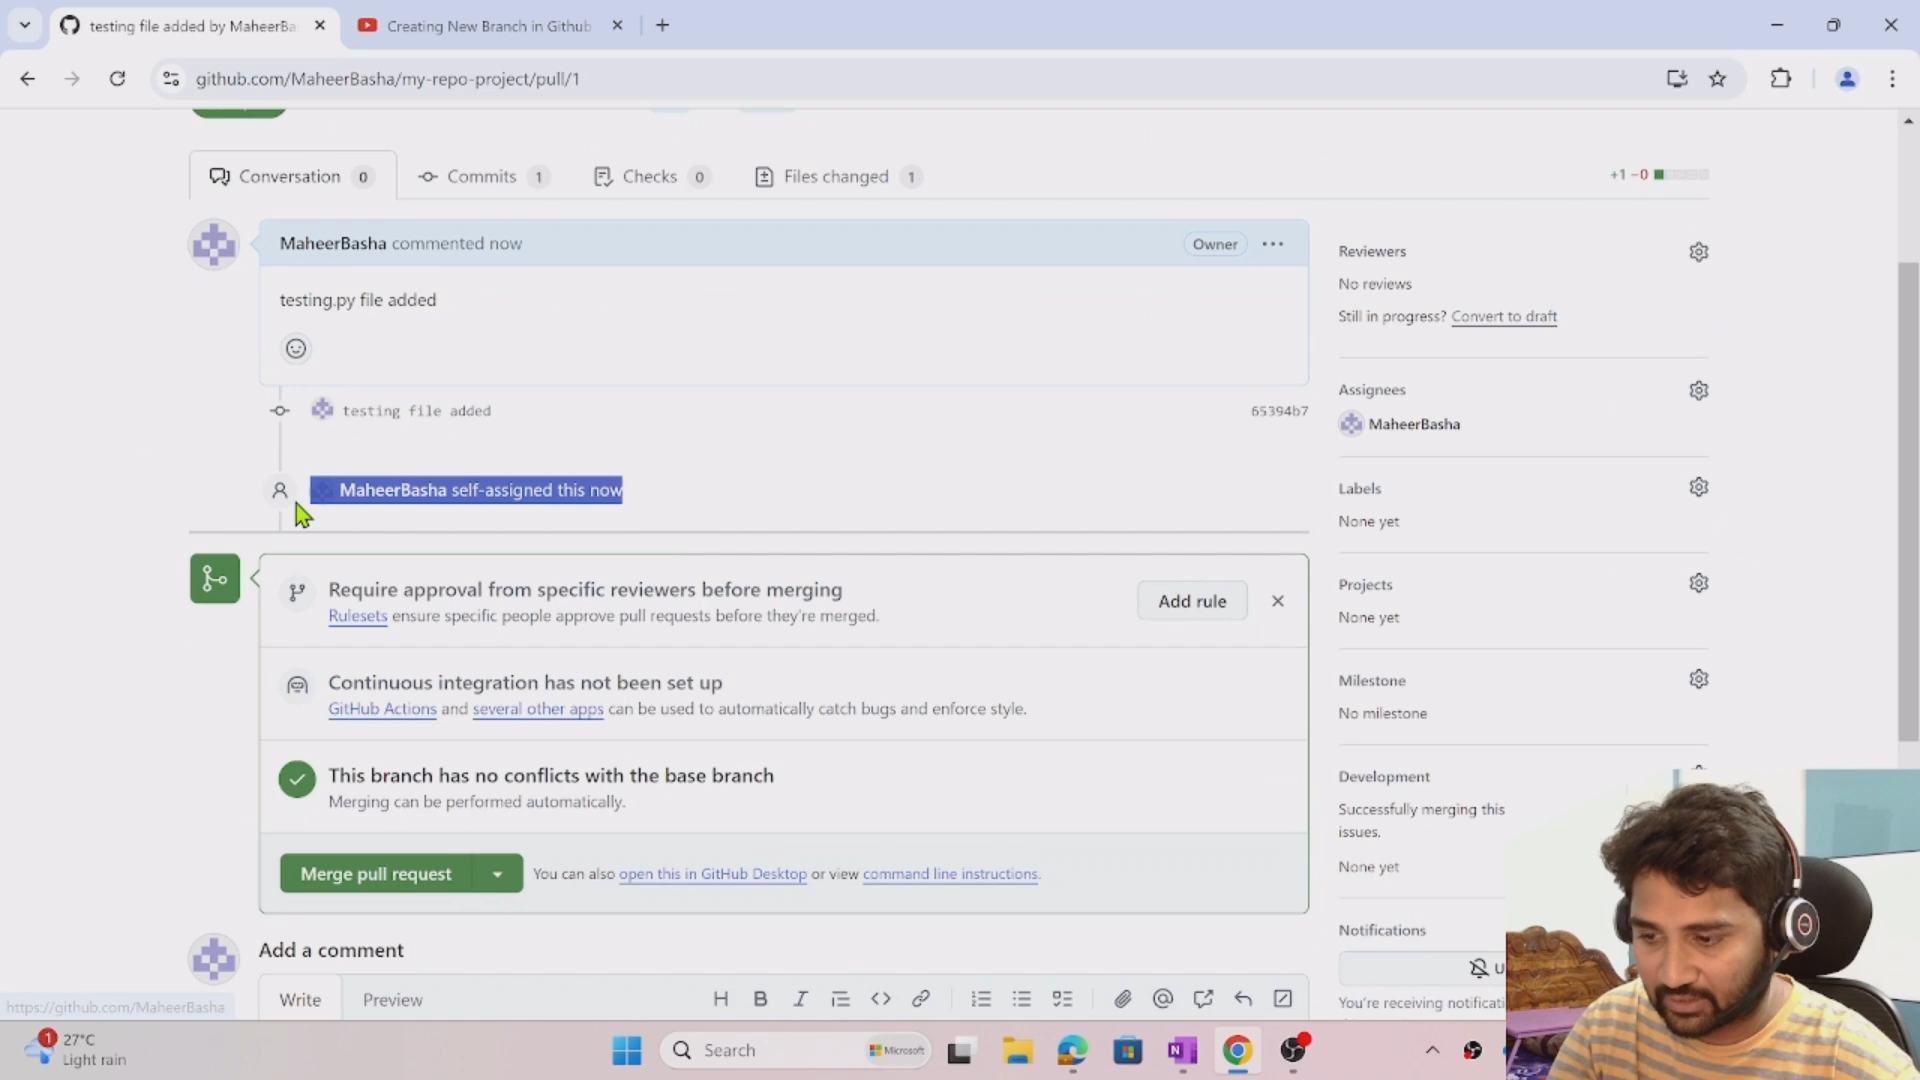 testing file added by MaheerBa
Creating New Branch in Github
github.com/MaheerBasha/my-repo-project/pull/1
Conversation 0
Commits 1
Checks 0
Files changed 1
+1 −0
MaheerBasha commented now
Owner
testing.py file added
testing file added
65394b7
MaheerBasha self-assigned this now
Require approval from specific reviewers before merging
Rulesets ensure specific people approve pull requests before they're merged.
Add rule
Continuous integration has not been set up
GitHub Actions and several other apps can be used to automatically catch bugs and enforce style.
This branch has no conflicts with the base branch
Merging can be performed automatically.
Merge pull request
You can also open this in GitHub Desktop or view command line instructions.
Add a comment
Write
Preview
Reviewers
No reviews
Still in progress? Convert to draft
Assignees
MaheerBasha
Labels
None yet
Projects
None yet
Milestone
No milestone
Development
Successfully merging this
issues.
None yet
Notifications
U
You're receiving notificati
https://github.com/MaheerBasha
1
27°C
Light rain
Search
Microsoft